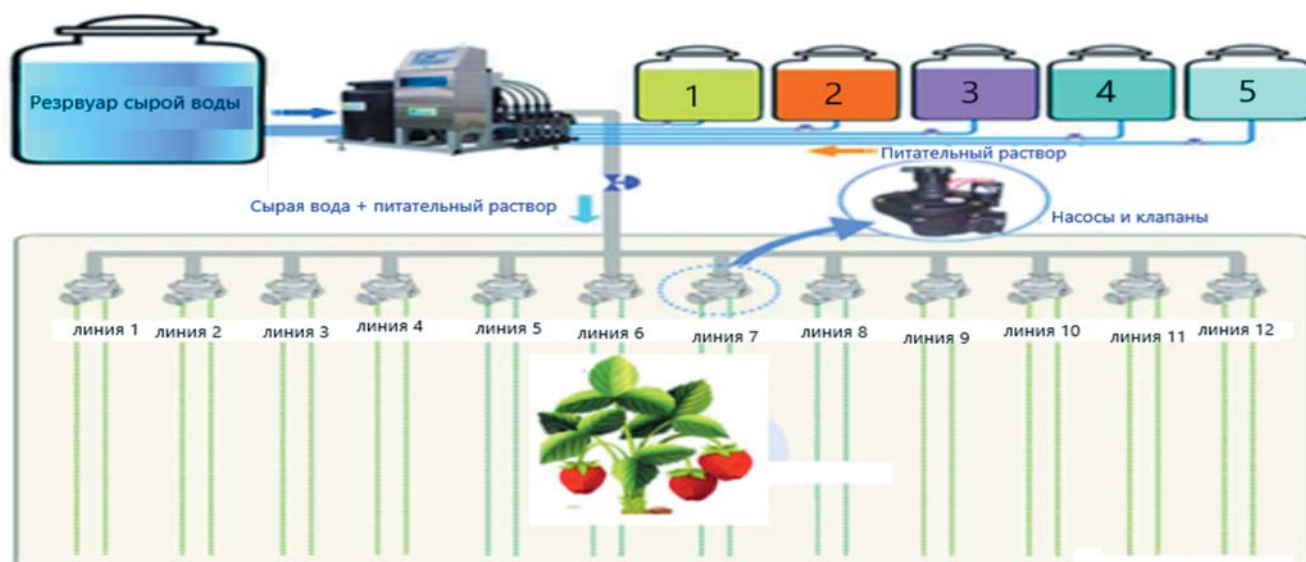 Резрвуар сырой воды
1
2
3
4
5
Питательный раствор
Сырая вода + питательный раствор
Насосы и клапаны
линия 1
линия 2
линия 3
линия 4
линия 5
линия 6
линия 7
линия 8
линия 9
линия 10
линия 11
линия 12